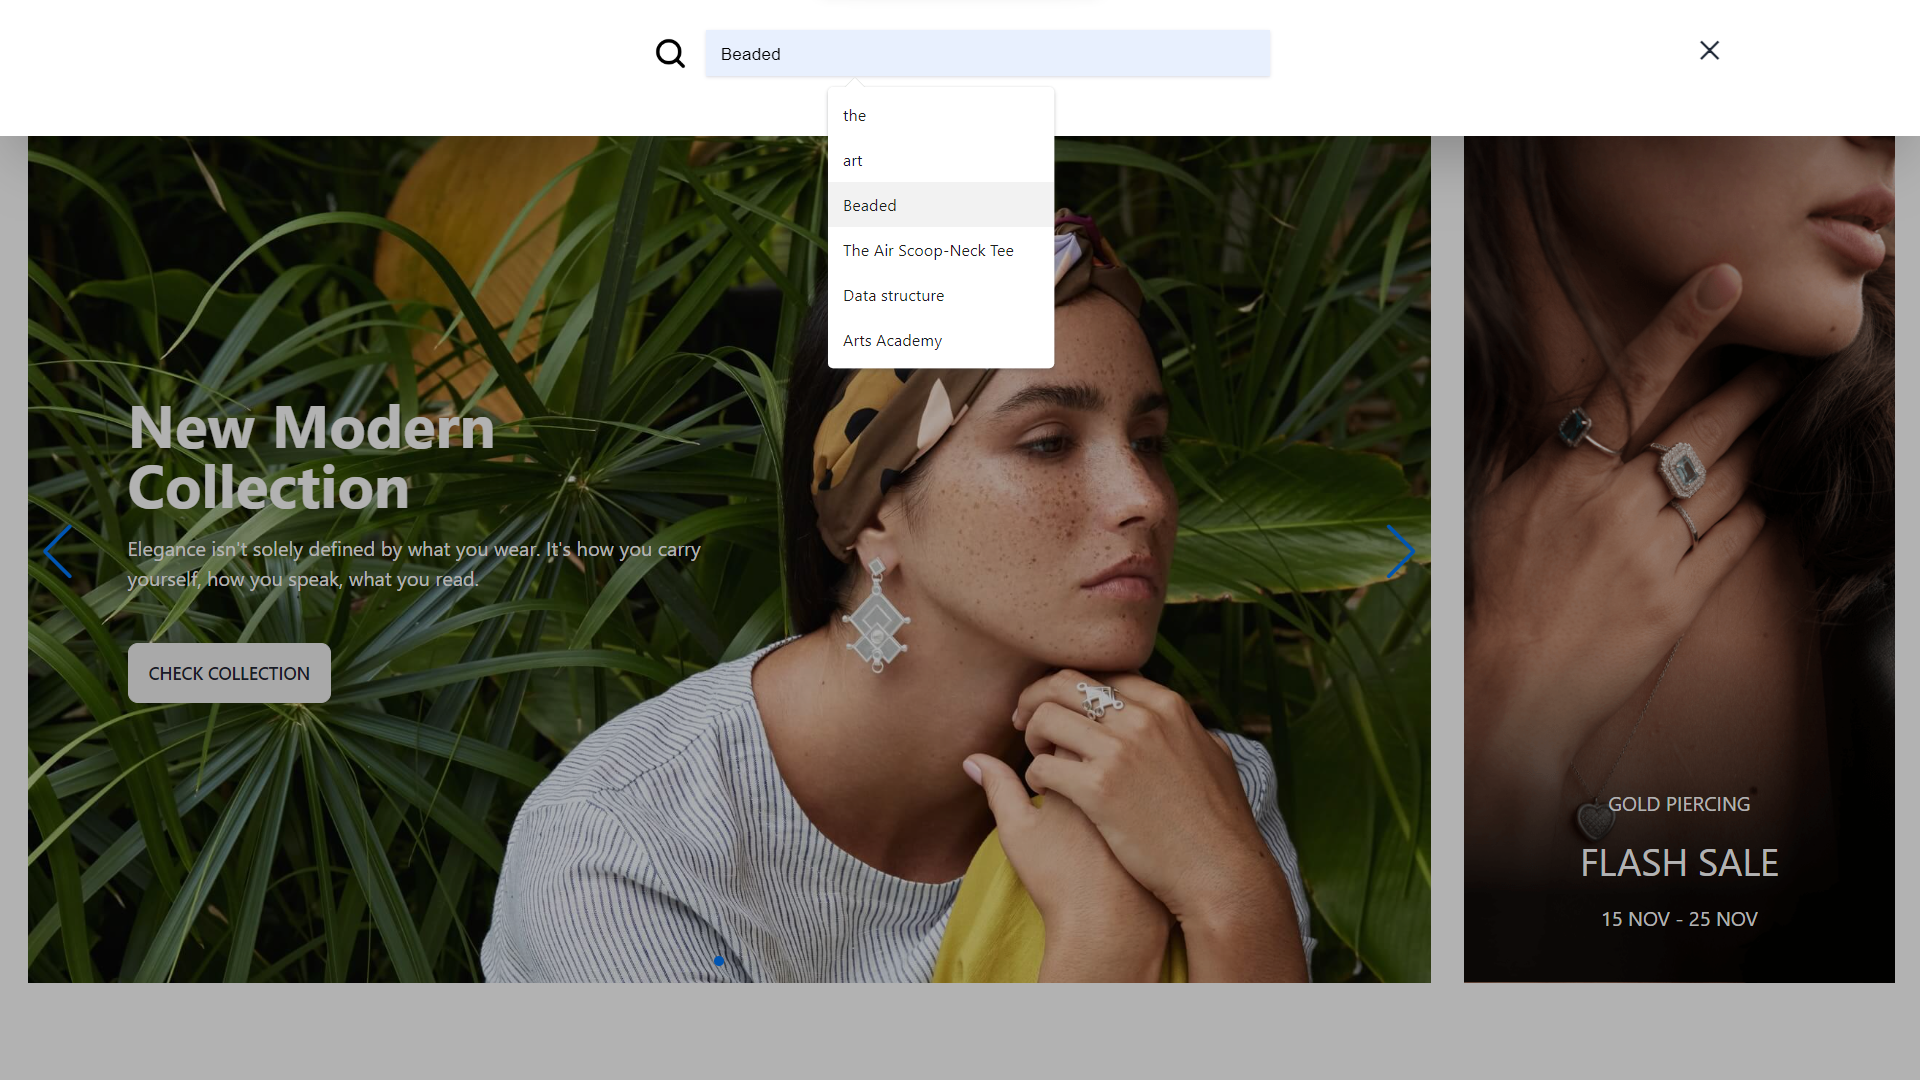 Beaded
the
art
Beaded
The Air Scoop-Neck Tee
Data structure
Arts Academy
New Modern
Collection
Elegance isn't solely defined by what you wear. It's how you carry
yourself, how you speak, what you read.
CHECK COLLECTION
GOLD PIERCING
FLASH SALE
15 NOV - 25 NOV